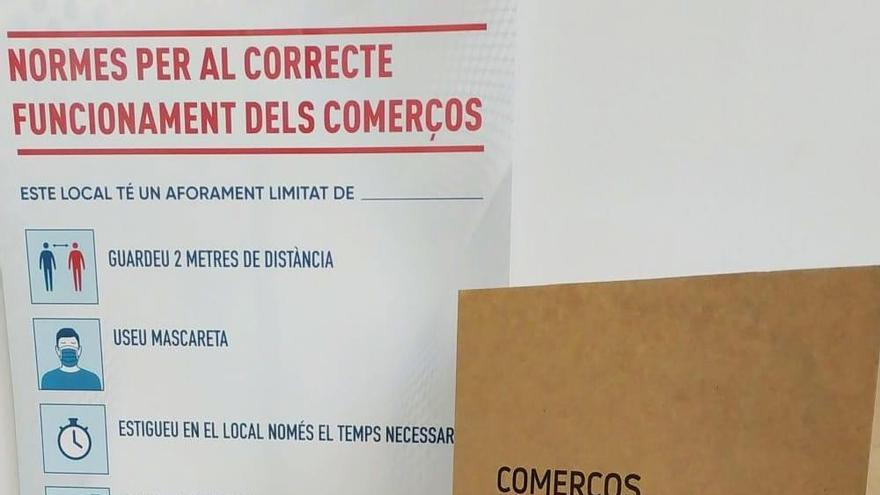 NORMES PER AL CORRECTE
FUNCIONAMENT DELS COMERÇOS
ESTE LOCAL TÉ UN AFORAMENT LIMITAT DE
GUARDEU 2 METRES DE DISTÀNCIA
USEU MASCARETA
ESTIGUEU EN EL LOCAL NOMÉS EL TEMPS NECESSAR
COMERÇOS